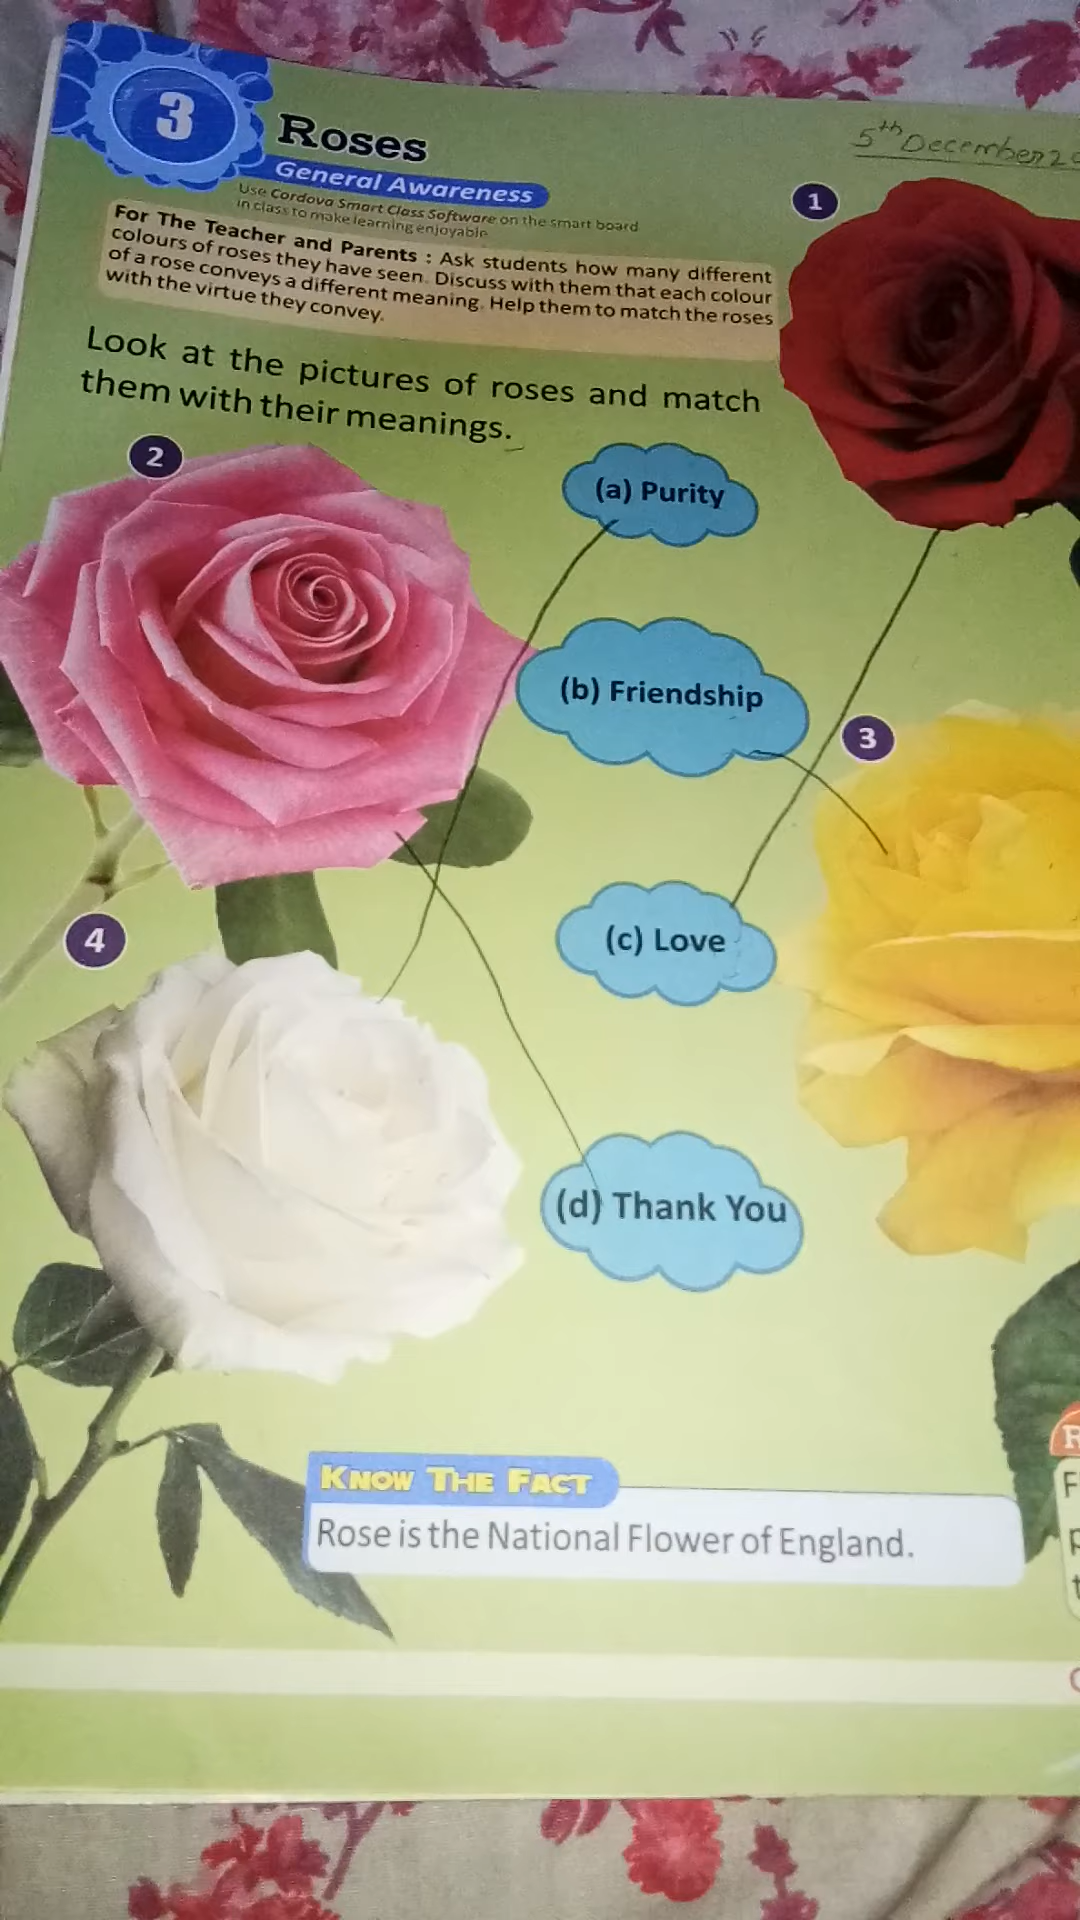 3
Roses
General Awareness
Use Cordova Smart Class Software on the smart board
in class to make learning enjoyable
5th December
For The Teacher and Parents : Ask students how many different
colours of roses they have seen. Discuss with them that each colour
of a rose conveys a different meaning. Help them to match the roses
with the virtue they convey.
Look at the pictures of roses and match
them with their meanings.
1
2
(a) Purity
(b) Friendship
3
(c) Love
4
(d) Thank You
KNOW THE FACT
Rose is the National Flower of England.